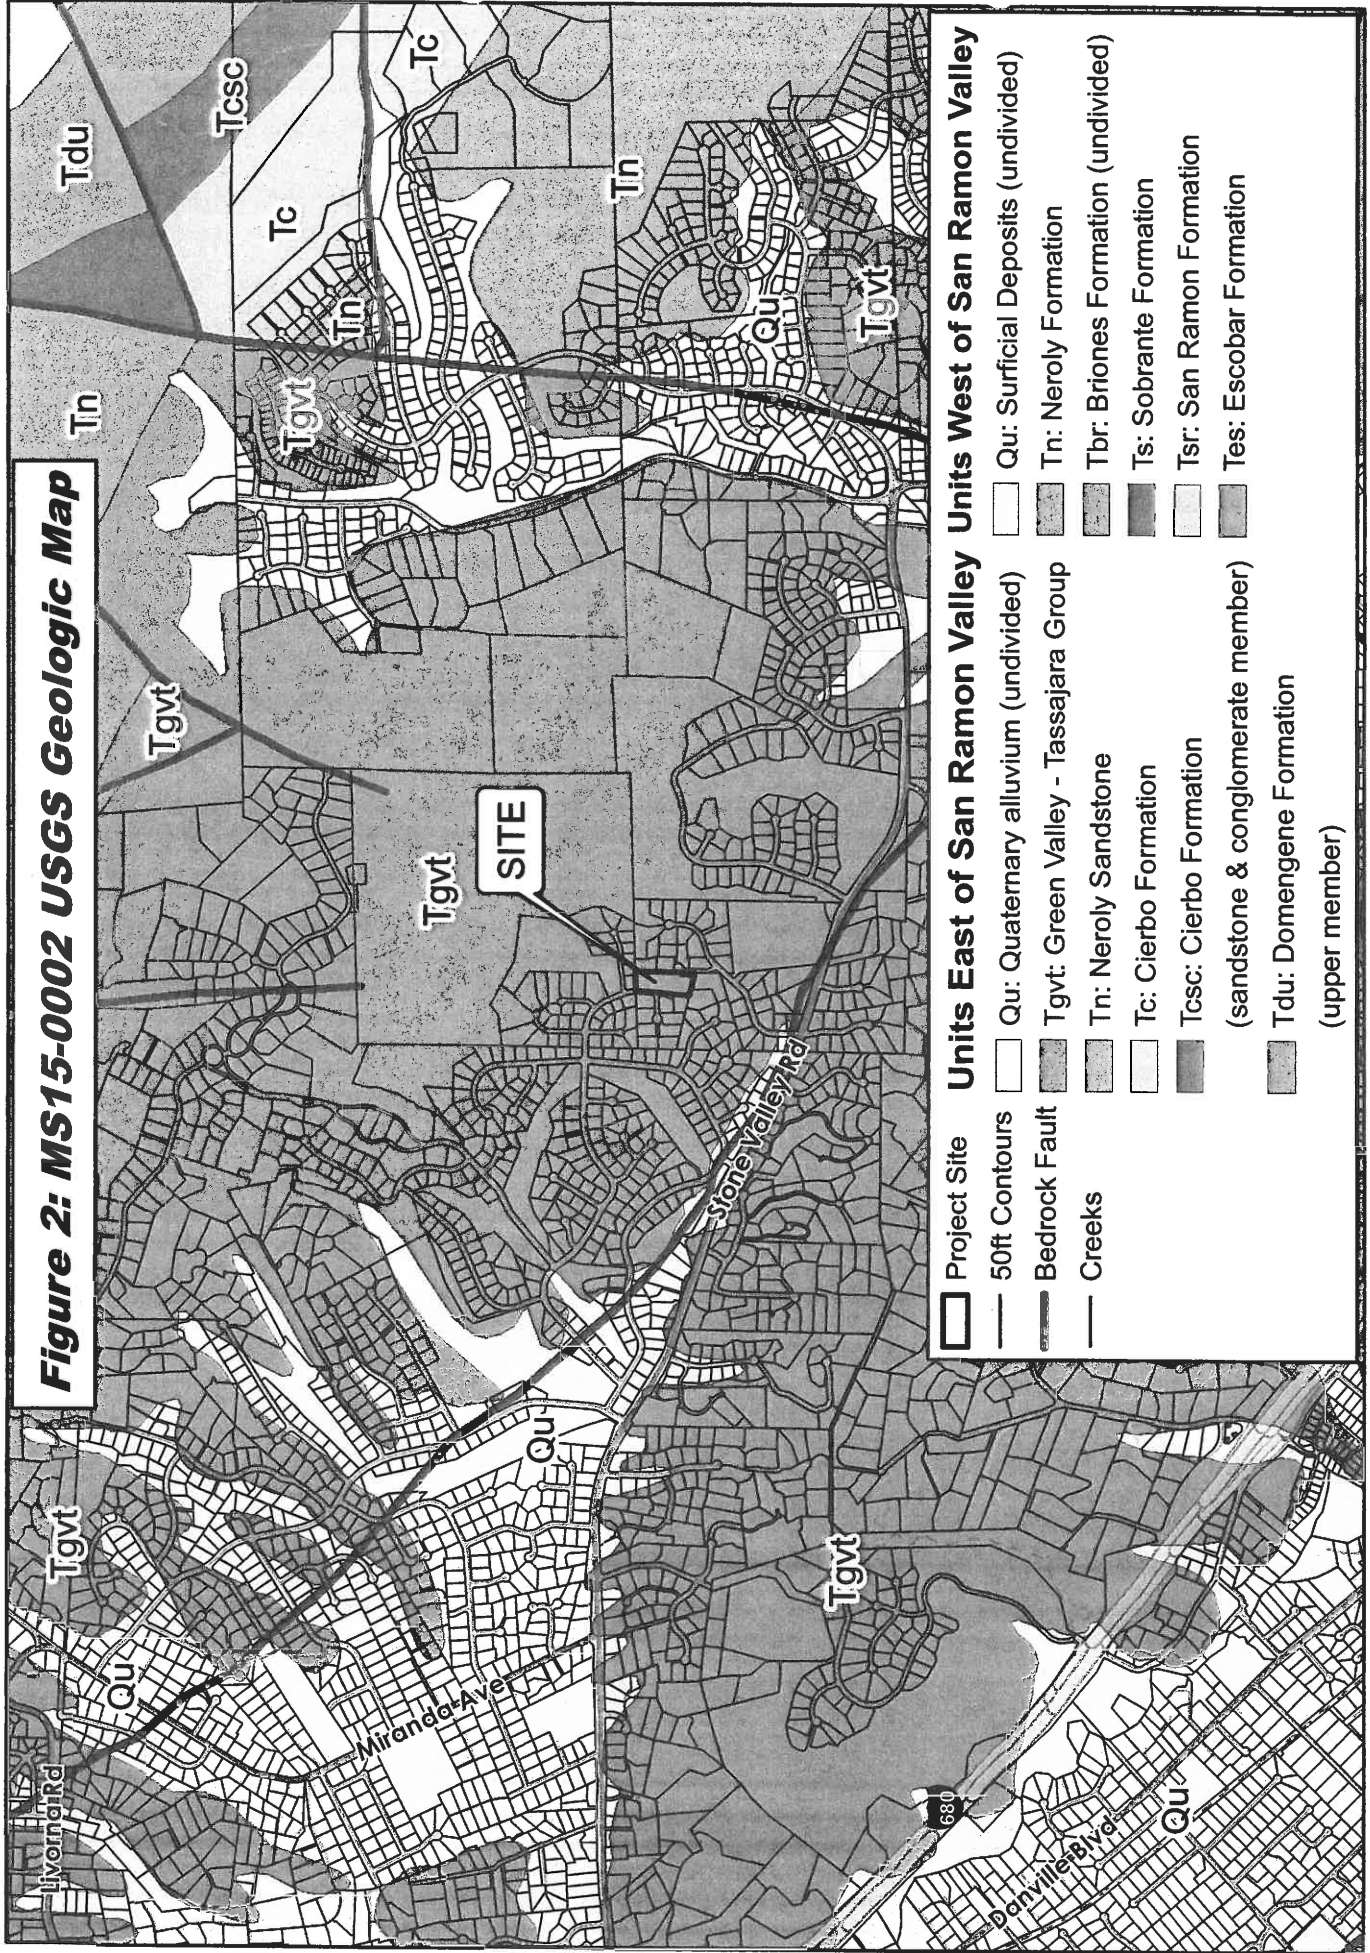 Figure 2: MS15-0002 USGS Geologic Map
Livorna Rd
Qu
Tgvt
Tgvt
Tn
Tdu
Tcsc
Tc
Tc
Tn
Tgvt
Tgvt
SITE
Tn
Miranda Ave
Qu
Stone Valley Rd
Qu
Tgvt
Tgvt
680
Danville Blvd
Qu
Project Site
50ft Contours
Bedrock Fault
Creeks
Units East of San Ramon Valley
Qu: Quaternary alluvium (undivided)
Tgvt: Green Valley - Tassajara Group
Tn: Neroly Sandstone
Tc: Cierbo Formation
Tcsc: Cierbo Formation
(sandstone & conglomerate member)
Tdu: Domengene Formation
(upper member)
Units West of San Ramon Valley
Qu: Surficial Deposits (undivided)
Tn: Neroly Formation
Tbr: Briones Formation (undivided)
Ts: Sobrante Formation
Tsr: San Ramon Formation
Tes: Escobar Formation